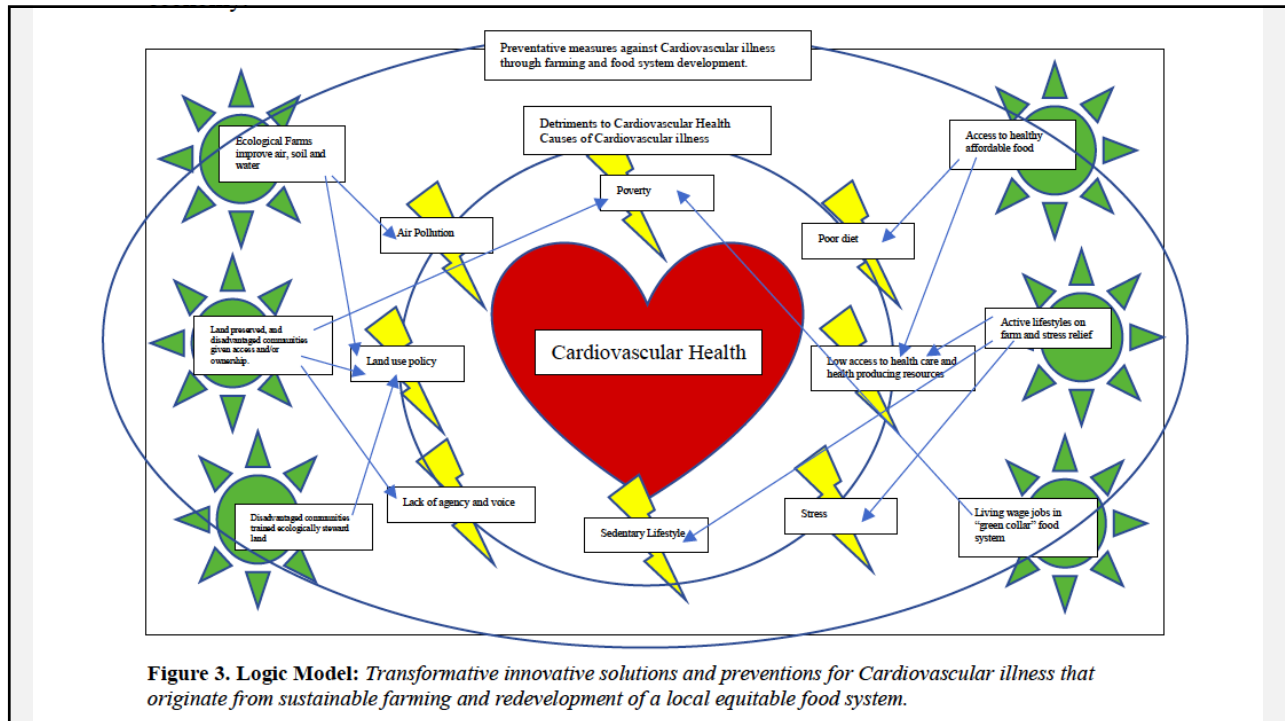 Preventative measures against Cardiovascular illness
through farming and food system development.
Detriments to Cardiovascular Health
Causes of Cardiovascular illness
Ecological Farms
improve air, soil and
water
Access to healthy
affordable food
Poverty
Air Pollution
Poor diet
Land preserved, and
disadvantaged communities
given access and/or
ownership.
Land use policy
Cardiovascular Health
Low access to health care and
health producing resources
Active lifestyles on
farm and stress relief
Disadvantaged communities
trained ecologically steward
land
Lack of agency and voice
Sedentary Lifestyle
Stress
Living wage jobs in
“green collar” food
system
Figure 3. Logic Model: Transformative innovative solutions and preventions for Cardiovascular illness that
originate from sustainable farming and redevelopment of a local equitable food system.